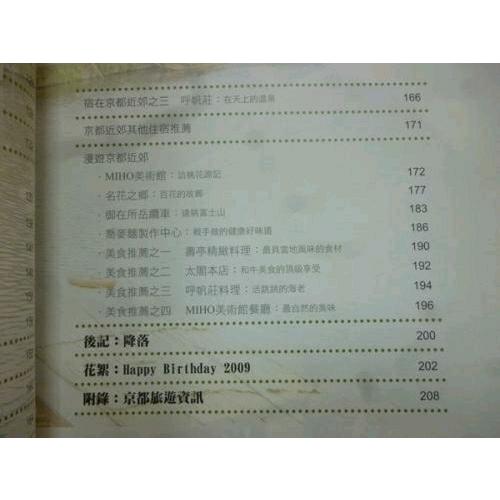 宿在京都近郊之三 呼帆莊：在天上的溫泉 166
京都近郊其他住宿推薦 171
漫遊京都近郊
・MIHO美術館：訪桃花源記 172
・名花之鄉：百花的故鄉 177
・御在所岳纜車：遠眺富士山 183
・蕎麥麵製作中心：親手做的健康好味道 186
・美食推薦之一 壽亭精緻料理：最具當地風味的食材 190
・美食推薦之二 太閤本店：和牛美食的頂級享受 192
・美食推薦之三 呼帆莊料理：活跳跳的海老 194
・美食推薦之四 MIHO美術館餐廳：最自然的美味 196
後記：降落 200
花絮：Happy Birthday 2009 202
附錄：京都旅遊資訊 208